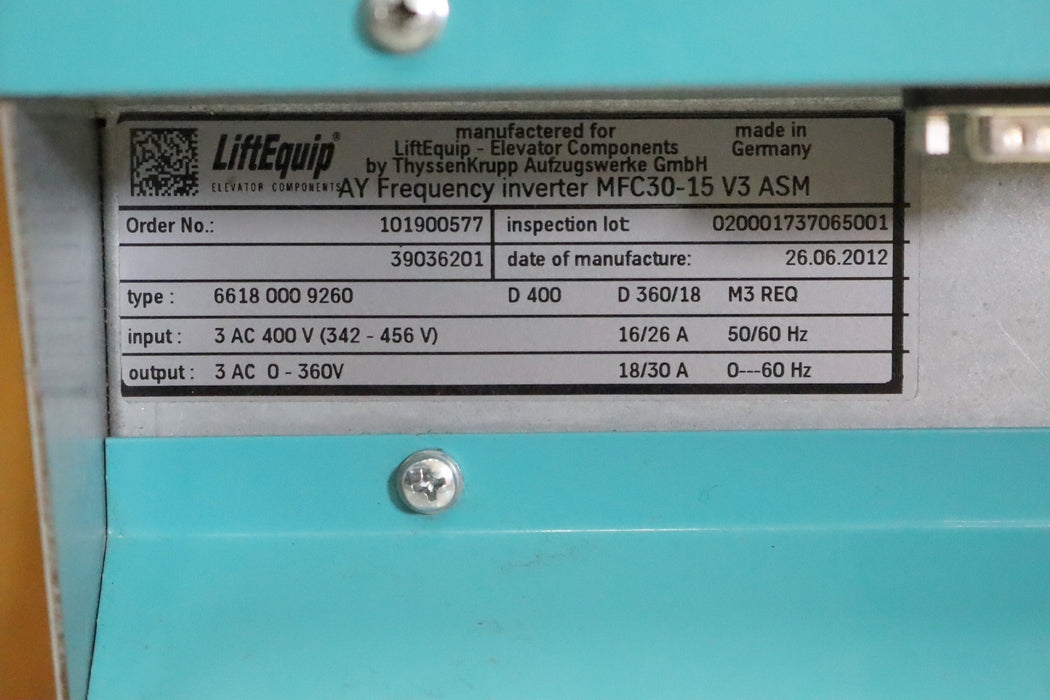 LiftEquip®
ELEVATOR COMPONENTS
manufactered for
LiftEquip - Elevator Components
by ThyssenKrupp Aufzugswerke GmbH
made in
Germany
AY Frequency inverter MFC30-15 V3 ASM
Order No.: 101900577 inspection lot: 020001737065001
39036201 date of manufacture: 26.06.2012
type : 6618 000 9260 D 400 D 360/18 M3 REQ
input : 3 AC 400 V (342 - 456 V) 16/26 A 50/60 Hz
output : 3 AC 0 - 360V 18/30 A 0---60 Hz